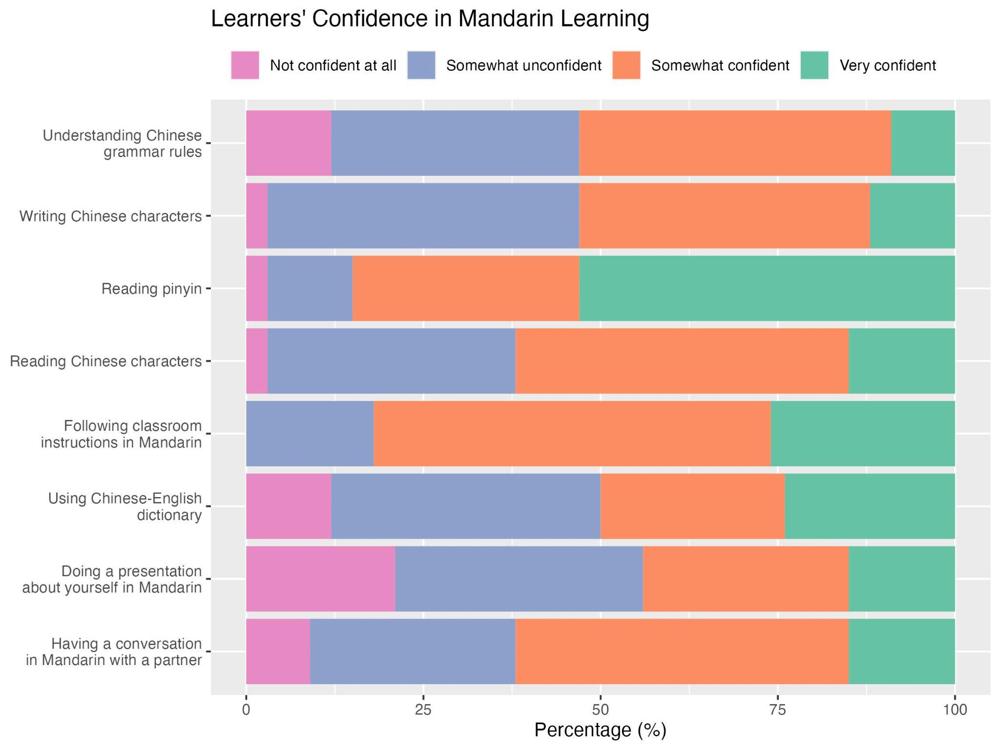 Learners' Confidence in Mandarin Learning
Not confident at all Somewhat unconfident Somewhat confident Very confident
Understanding Chinese
grammar rules
Writing Chinese characters
Reading pinyin
Reading Chinese characters
Following classroom
instructions in Mandarin
Using Chinese-English
dictionary
Doing a presentation
about yourself in Mandarin
Having a conversation
in Mandarin with a partner
0 25 50 75 100
Percentage (%)